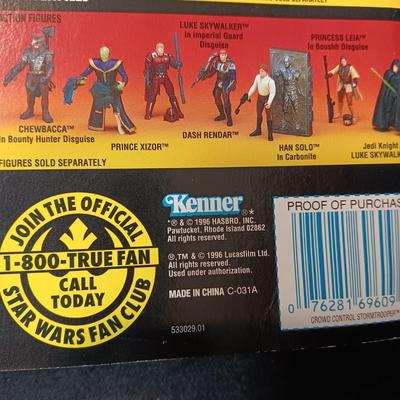 SOLD SEPARATELY
ACTION FIGURES
LUKE SKYWALKER™
in Imperial Guard
Disguise
PRINCESS LEIA™
in Boushh Disguise
CHEWBACCA™
in Bounty Hunter Disguise
PRINCE XIZOR™
DASH RENDAR™
HAN SOLO™
in Carbonite
Jedi Knight
LUKE SKYWAL
FIGURES SOLD SEPARATELY
JOIN THE OFFICIAL
1-800-TRUE FAN
CALL
TODAY
STAR WARS FAN CLUB
Kenner®*
*® & © 1996 HASBRO, INC.
Pawtucket, Rhode Island 02862
All rights reserved.
®,™ & © 1996 Lucasfilm Ltd.
All rights reserved.
Used under authorization.
MADE IN CHINA C-031A
533029.01
PROOF OF PURCHAS
0 76281 69609
CROWD CONTROL STORMTROOPER™